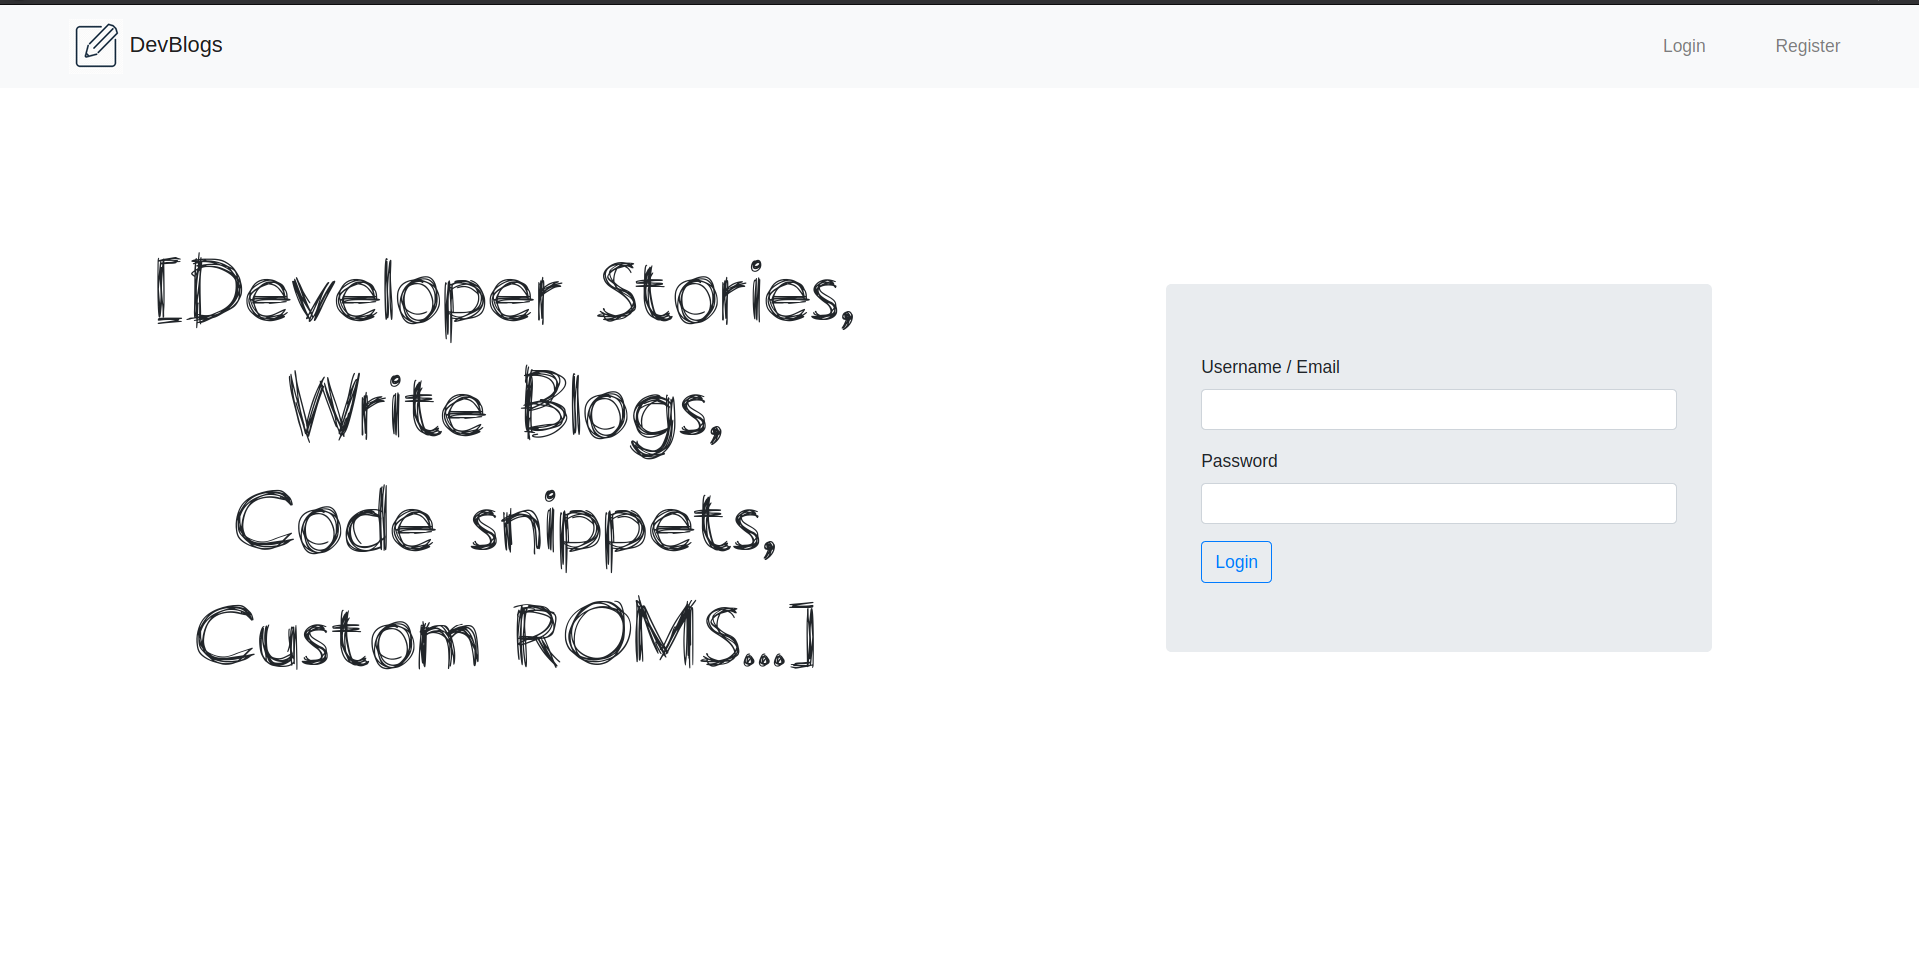 DevBlogs
Login
Register
[Developer Stories,
Write Blogs,
Code snippets,
Custom ROMS...]
Username / Email
Password
Login